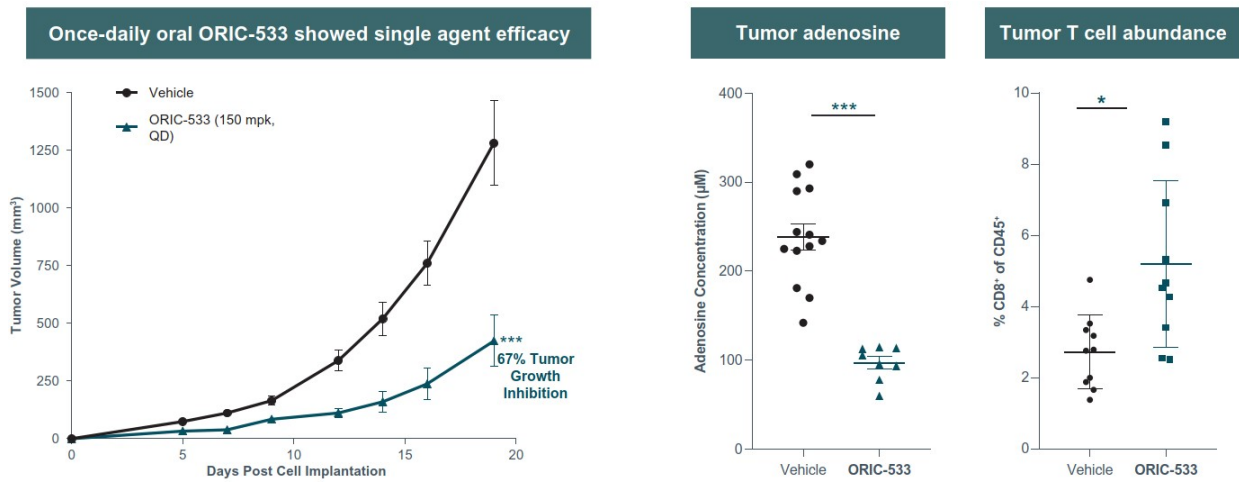 Once-daily oral ORIC-533 showed single agent efficacy
Vehicle
ORIC-533 (150 mpk,
QD)
1500
1250
1000
750
500
250
0
Tumor Volume (mm³)
0
5
10
15
20
Days Post Cell Implantation
***
67% Tumor
Growth
Inhibition
Tumor adenosine
***
400
300
200
100
0
Adenosine Concentration (µM)
Vehicle
ORIC-533
Tumor T cell abundance
*
10
8
6
4
2
0
% CD8⁺ of CD45⁺
Vehicle
ORIC-533